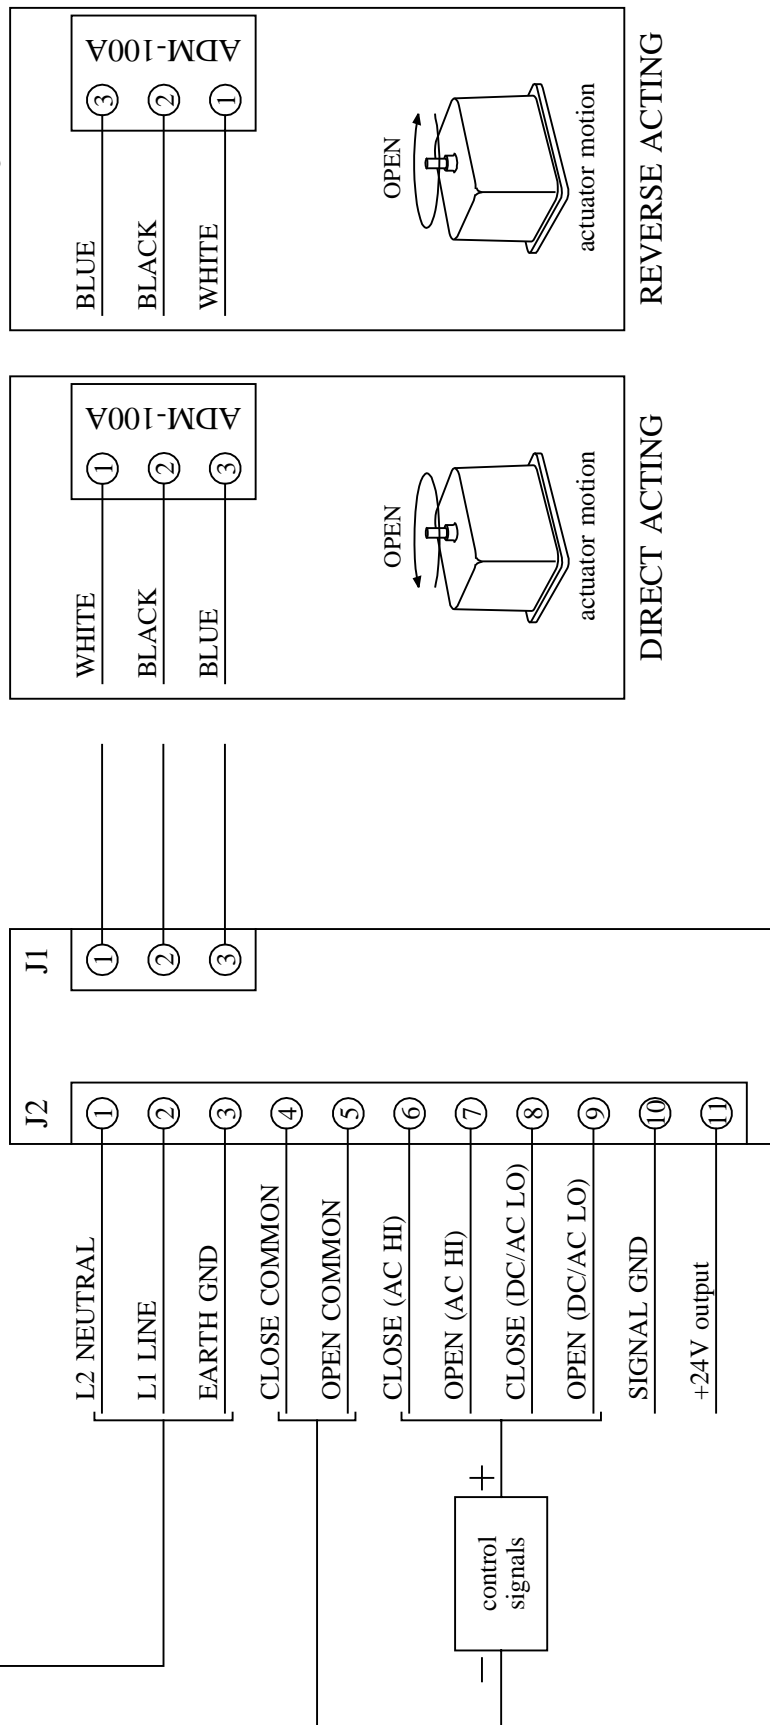 L2 NEUTRAL
L1 LINE
EARTH GND
CLOSE COMMON
OPEN COMMON
CLOSE (AC HI)
OPEN (AC HI)
CLOSE (DC/AC LO)
OPEN (DC/AC LO)
SIGNAL GND
+24V output
− control signals +
J2
1
2
3
4
5
6
7
8
9
10
11
J1
1
2
3
WHITE
BLACK
BLUE
1
2
3
ADM-100A
OPEN
actuator motion
DIRECT ACTING
BLUE
BLACK
WHITE
3
2
1
ADM-100A
OPEN
actuator motion
REVERSE ACTING